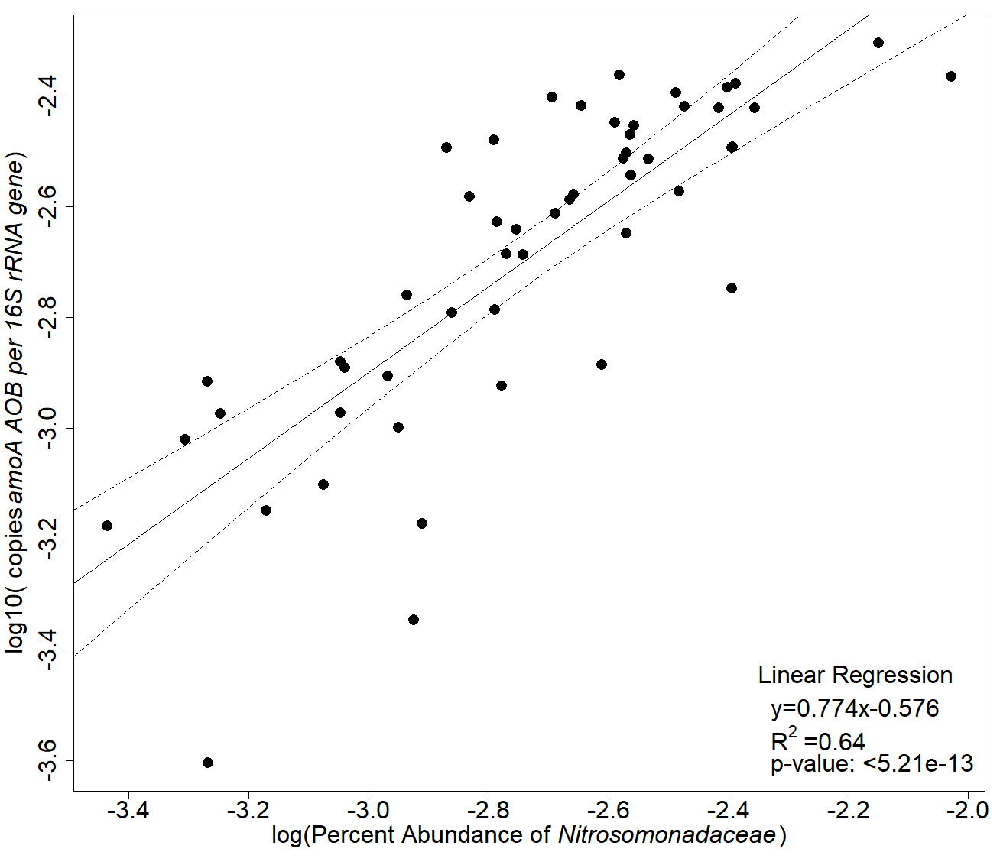 log10( copies amoA AOB per 16S rRNA gene)
-2.4
-2.6
-2.8
-3.0
-3.2
-3.4
-3.6
Linear Regression
y=0.774x-0.576
R² =0.64
p-value: <5.21e-13
-3.4 -3.2 -3.0 -2.8 -2.6 -2.4 -2.2 -2.0
log(Percent Abundance of Nitrosomonadaceae)